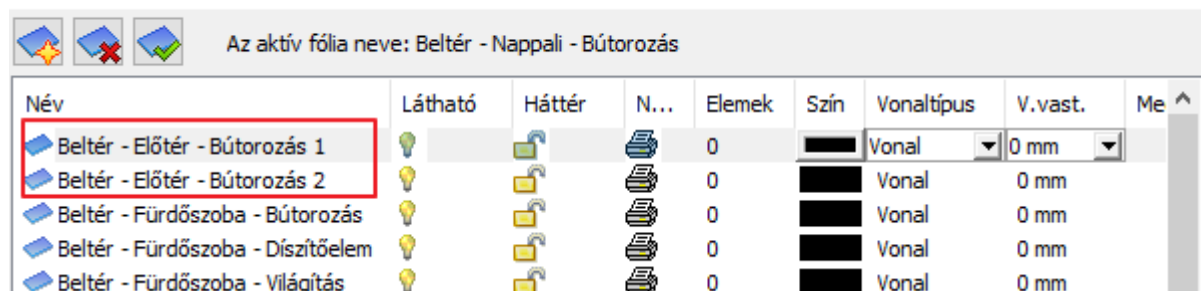 Az aktív fólia neve: Beltér - Nappali - Bútorozás
Név Látható Háttér N... Elemek Szín Vonaltípus V.vast. Me
Beltér - Előtér - Bútorozás 1 0 Vonal 0 mm
Beltér - Előtér - Bútorozás 2 0 Vonal 0 mm
Beltér - Fürdőszoba - Bútorozás 0 Vonal 0 mm
Beltér - Fürdőszoba - Díszítőelem 0 Vonal 0 mm
Beltér - Fürdőszoba - Világítás 0 Vonal 0 mm